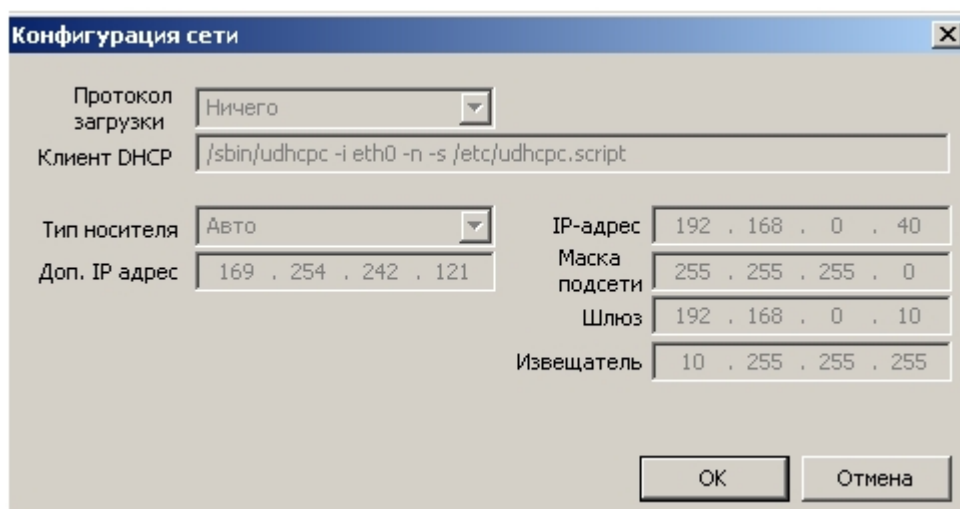 Конфигурация сети
Протокол загрузки
Ничего
Клиент DHCP
/sbin/udhcpc -i eth0 -n -s /etc/udhcpc.script
Тип носителя
Авто
Доп. IP адрес
169 . 254 . 242 . 121
IP-адрес
192 . 168 . 0 . 40
Маска подсети
255 . 255 . 255 . 0
Шлюз
192 . 168 . 0 . 10
Извещатель
10 . 255 . 255 . 255
OK
Отмена